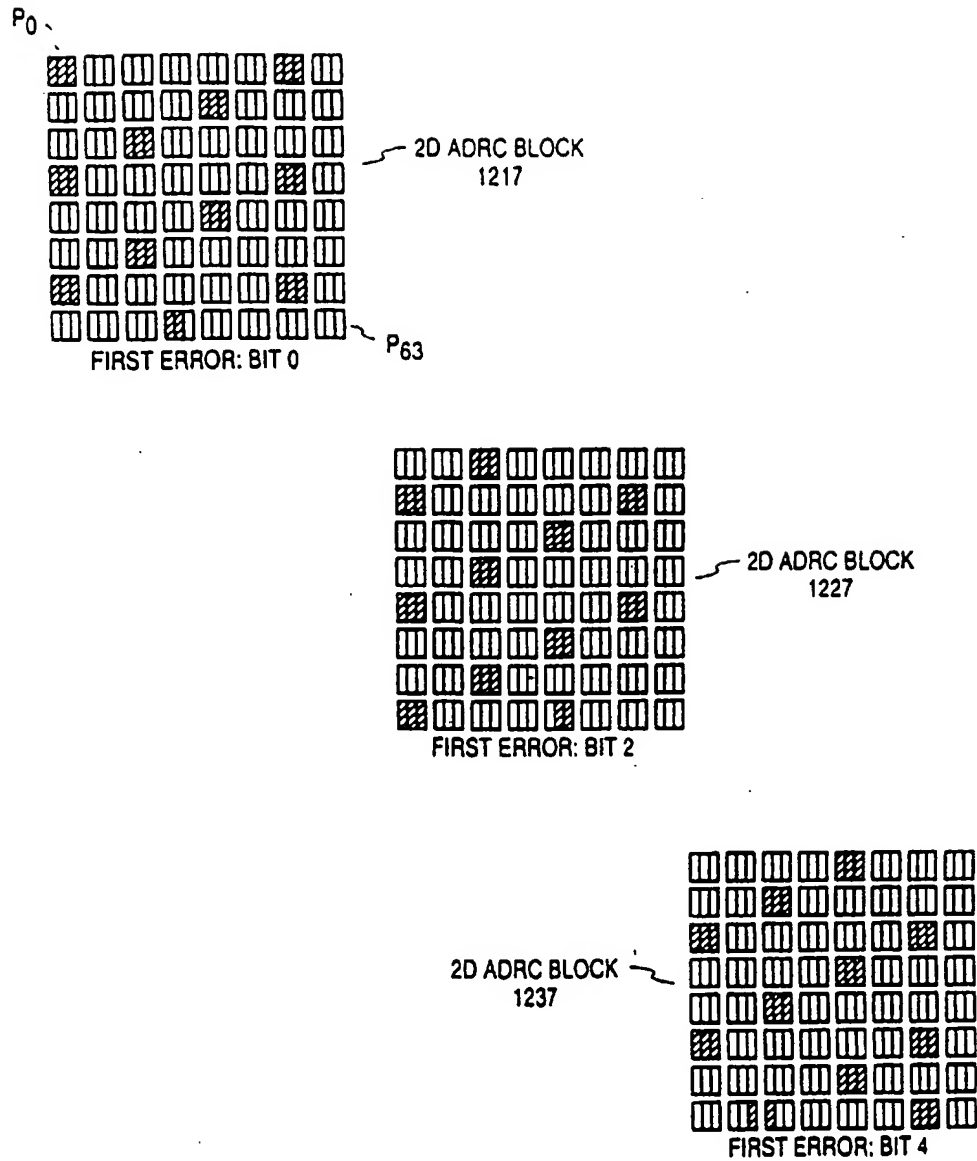 P0
2D ADRC BLOCK
1217
P63
FIRST ERROR: BIT 0
2D ADRC BLOCK
1227
FIRST ERROR: BIT 2
2D ADRC BLOCK
1237
FIRST ERROR: BIT 4